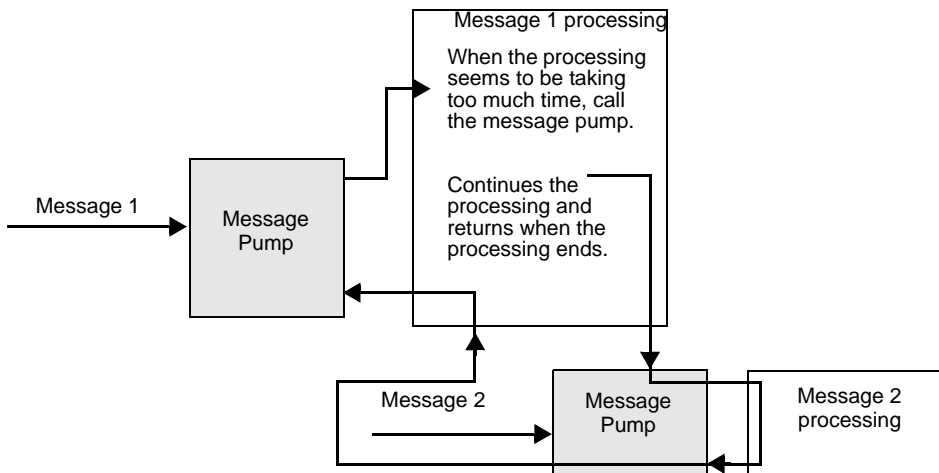 Message 1 processing
When the processing
seems to be taking
too much time, call
the message pump.
Message 1
Message
Pump
Continues the
processing and
returns when the
processing ends.
Message 2
Message
Pump
Message 2
processing